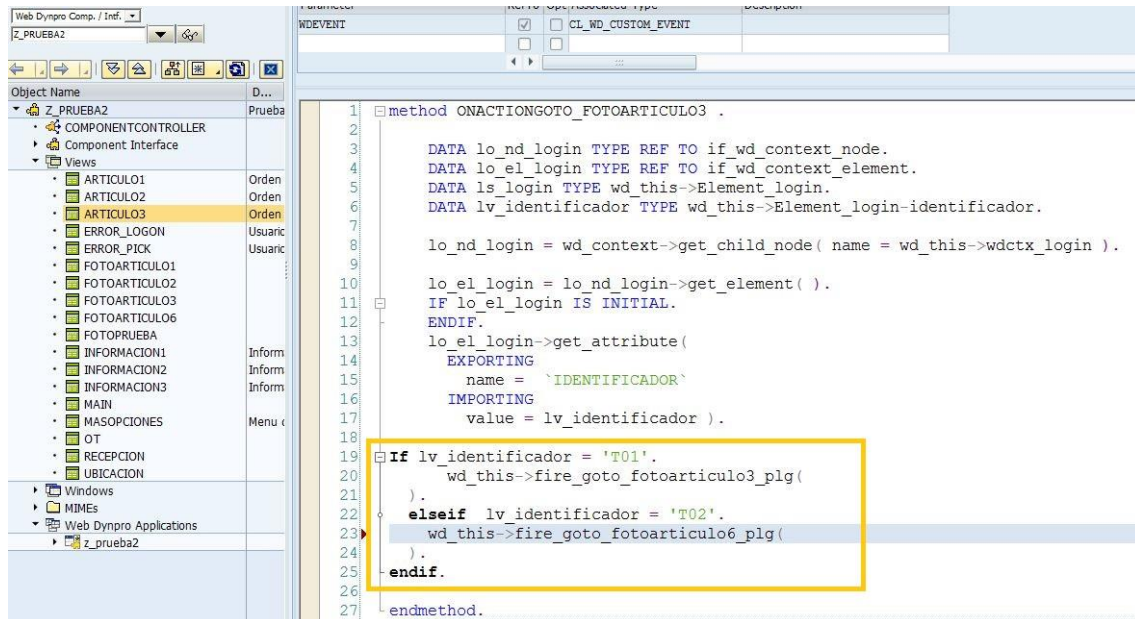 Web Dynpro Comp. / Intf.
Z_PRUEBA2
Object Name D...
Z_PRUEBA2 Prueba
COMPONENTCONTROLLER
Component Interface
Views
ARTICULO1 Orden
ARTICULO2 Orden
ARTICULO3 Orden
ERROR_LOGON Usuaric
ERROR_PICK Usuaric
FOTOARTICULO1
FOTOARTICULO2
FOTOARTICULO3
FOTOARTICULO6
FOTOPRUEBA
INFORMACION1 Inform
INFORMACION2 Inform
INFORMACION3 Inform
MAIN
MASOPCIONES Menu
OT
RECEPCION
UBICACION
Windows
MIMEs
Web Dynpro Applications
z_prueba2
Parameter RefTo Opt Associated Type Description
WDEVENT CL_WD_CUSTOM_EVENT
1 method ONACTIONGOTO_FOTOARTICULO3 .
2
3 DATA lo_nd_login TYPE REF TO if_wd_context_node.
4 DATA lo_el_login TYPE REF TO if_wd_context_element.
5 DATA ls_login TYPE wd_this->Element_login.
6 DATA lv_identificador TYPE wd_this->Element_login-identificador.
7
8 lo_nd_login = wd_context->get_child_node( name = wd_this->wdctx_login ).
9
10 lo_el_login = lo_nd_login->get_element( ).
11 IF lo_el_login IS INITIAL.
12 ENDIF.
13 lo_el_login->get_attribute(
14 EXPORTING
15 name = `IDENTIFICADOR`
16 IMPORTING
17 value = lv_identificador ).
18
19 If lv_identificador = 'T01'.
20 wd_this->fire_goto_fotoarticulo3_plg(
21 ).
22 elseif lv_identificador = 'T02'.
23 wd_this->fire_goto_fotoarticulo6_plg(
24 ).
25 endif.
26
27 endmethod.